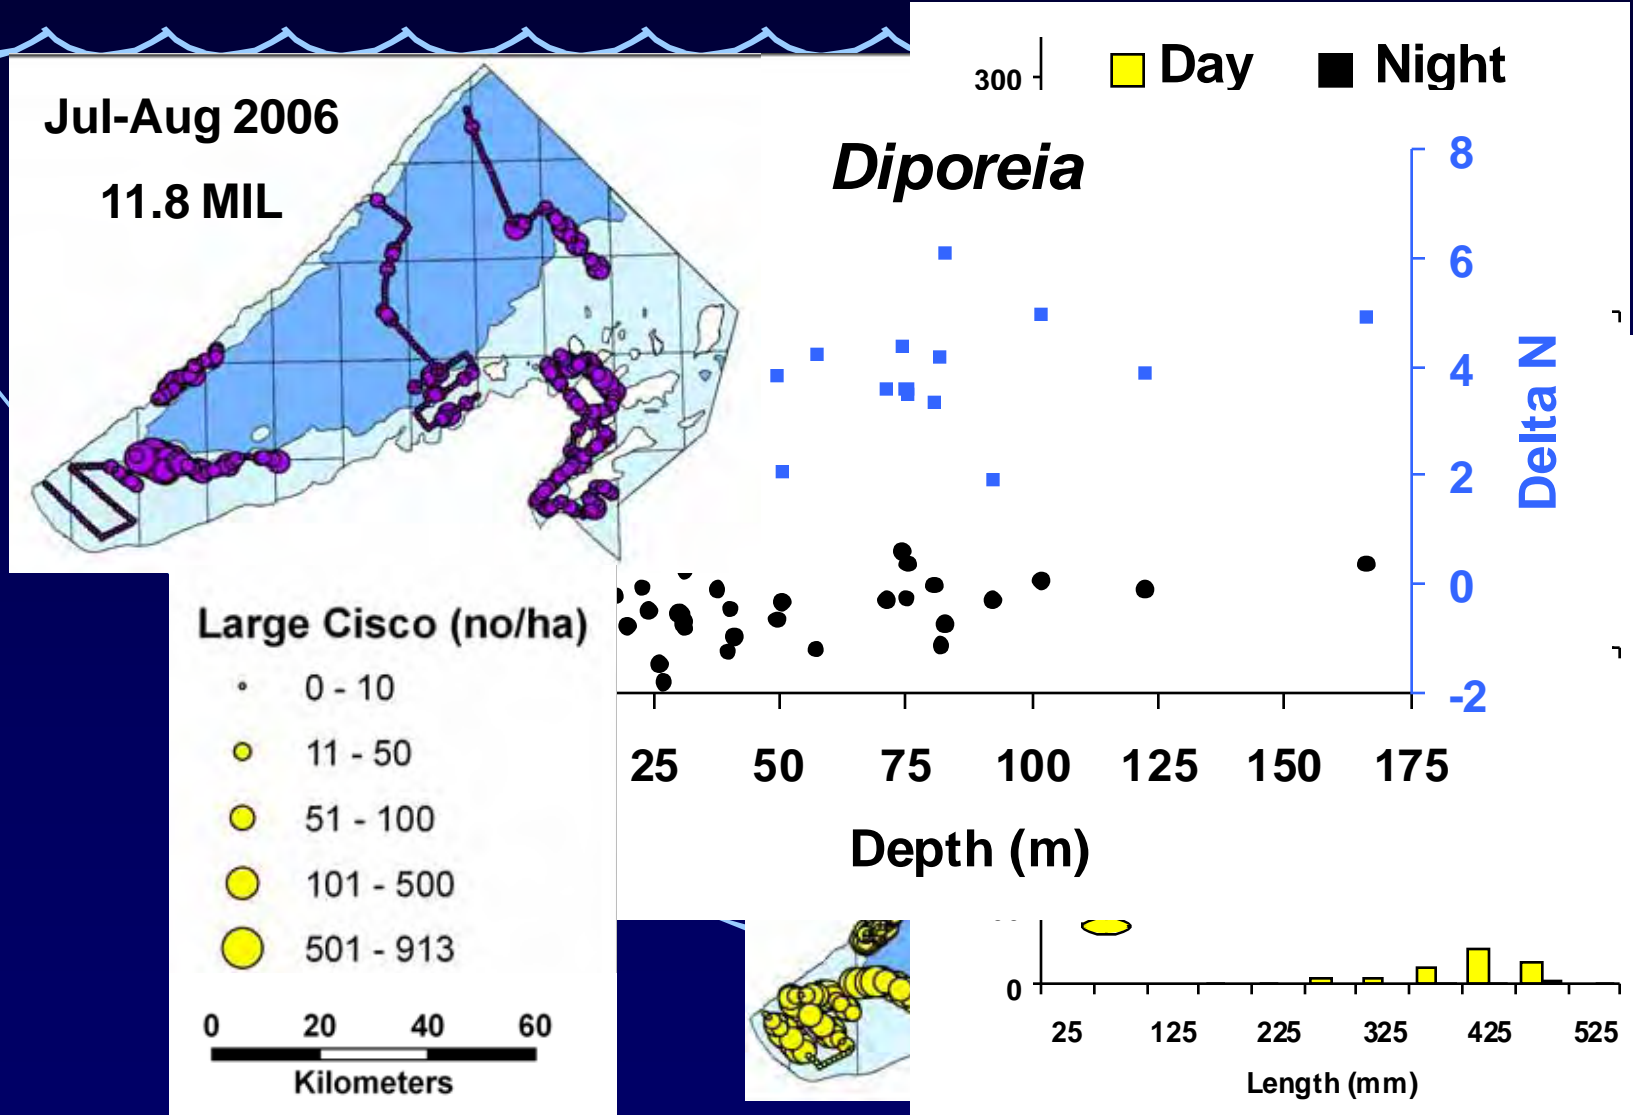 Jul-Aug 2006
11.8 MIL
300
Day
Night
Diporeia
8
6
4
2
0
-2
Delta N
25 50 75 100 125 150 175
Depth (m)
Large Cisco (no/ha)
0 - 10
11 - 50
51 - 100
101 - 500
501 - 913
0 20 40 60
Kilometers
0
25 125 225 325 425 525
Length (mm)